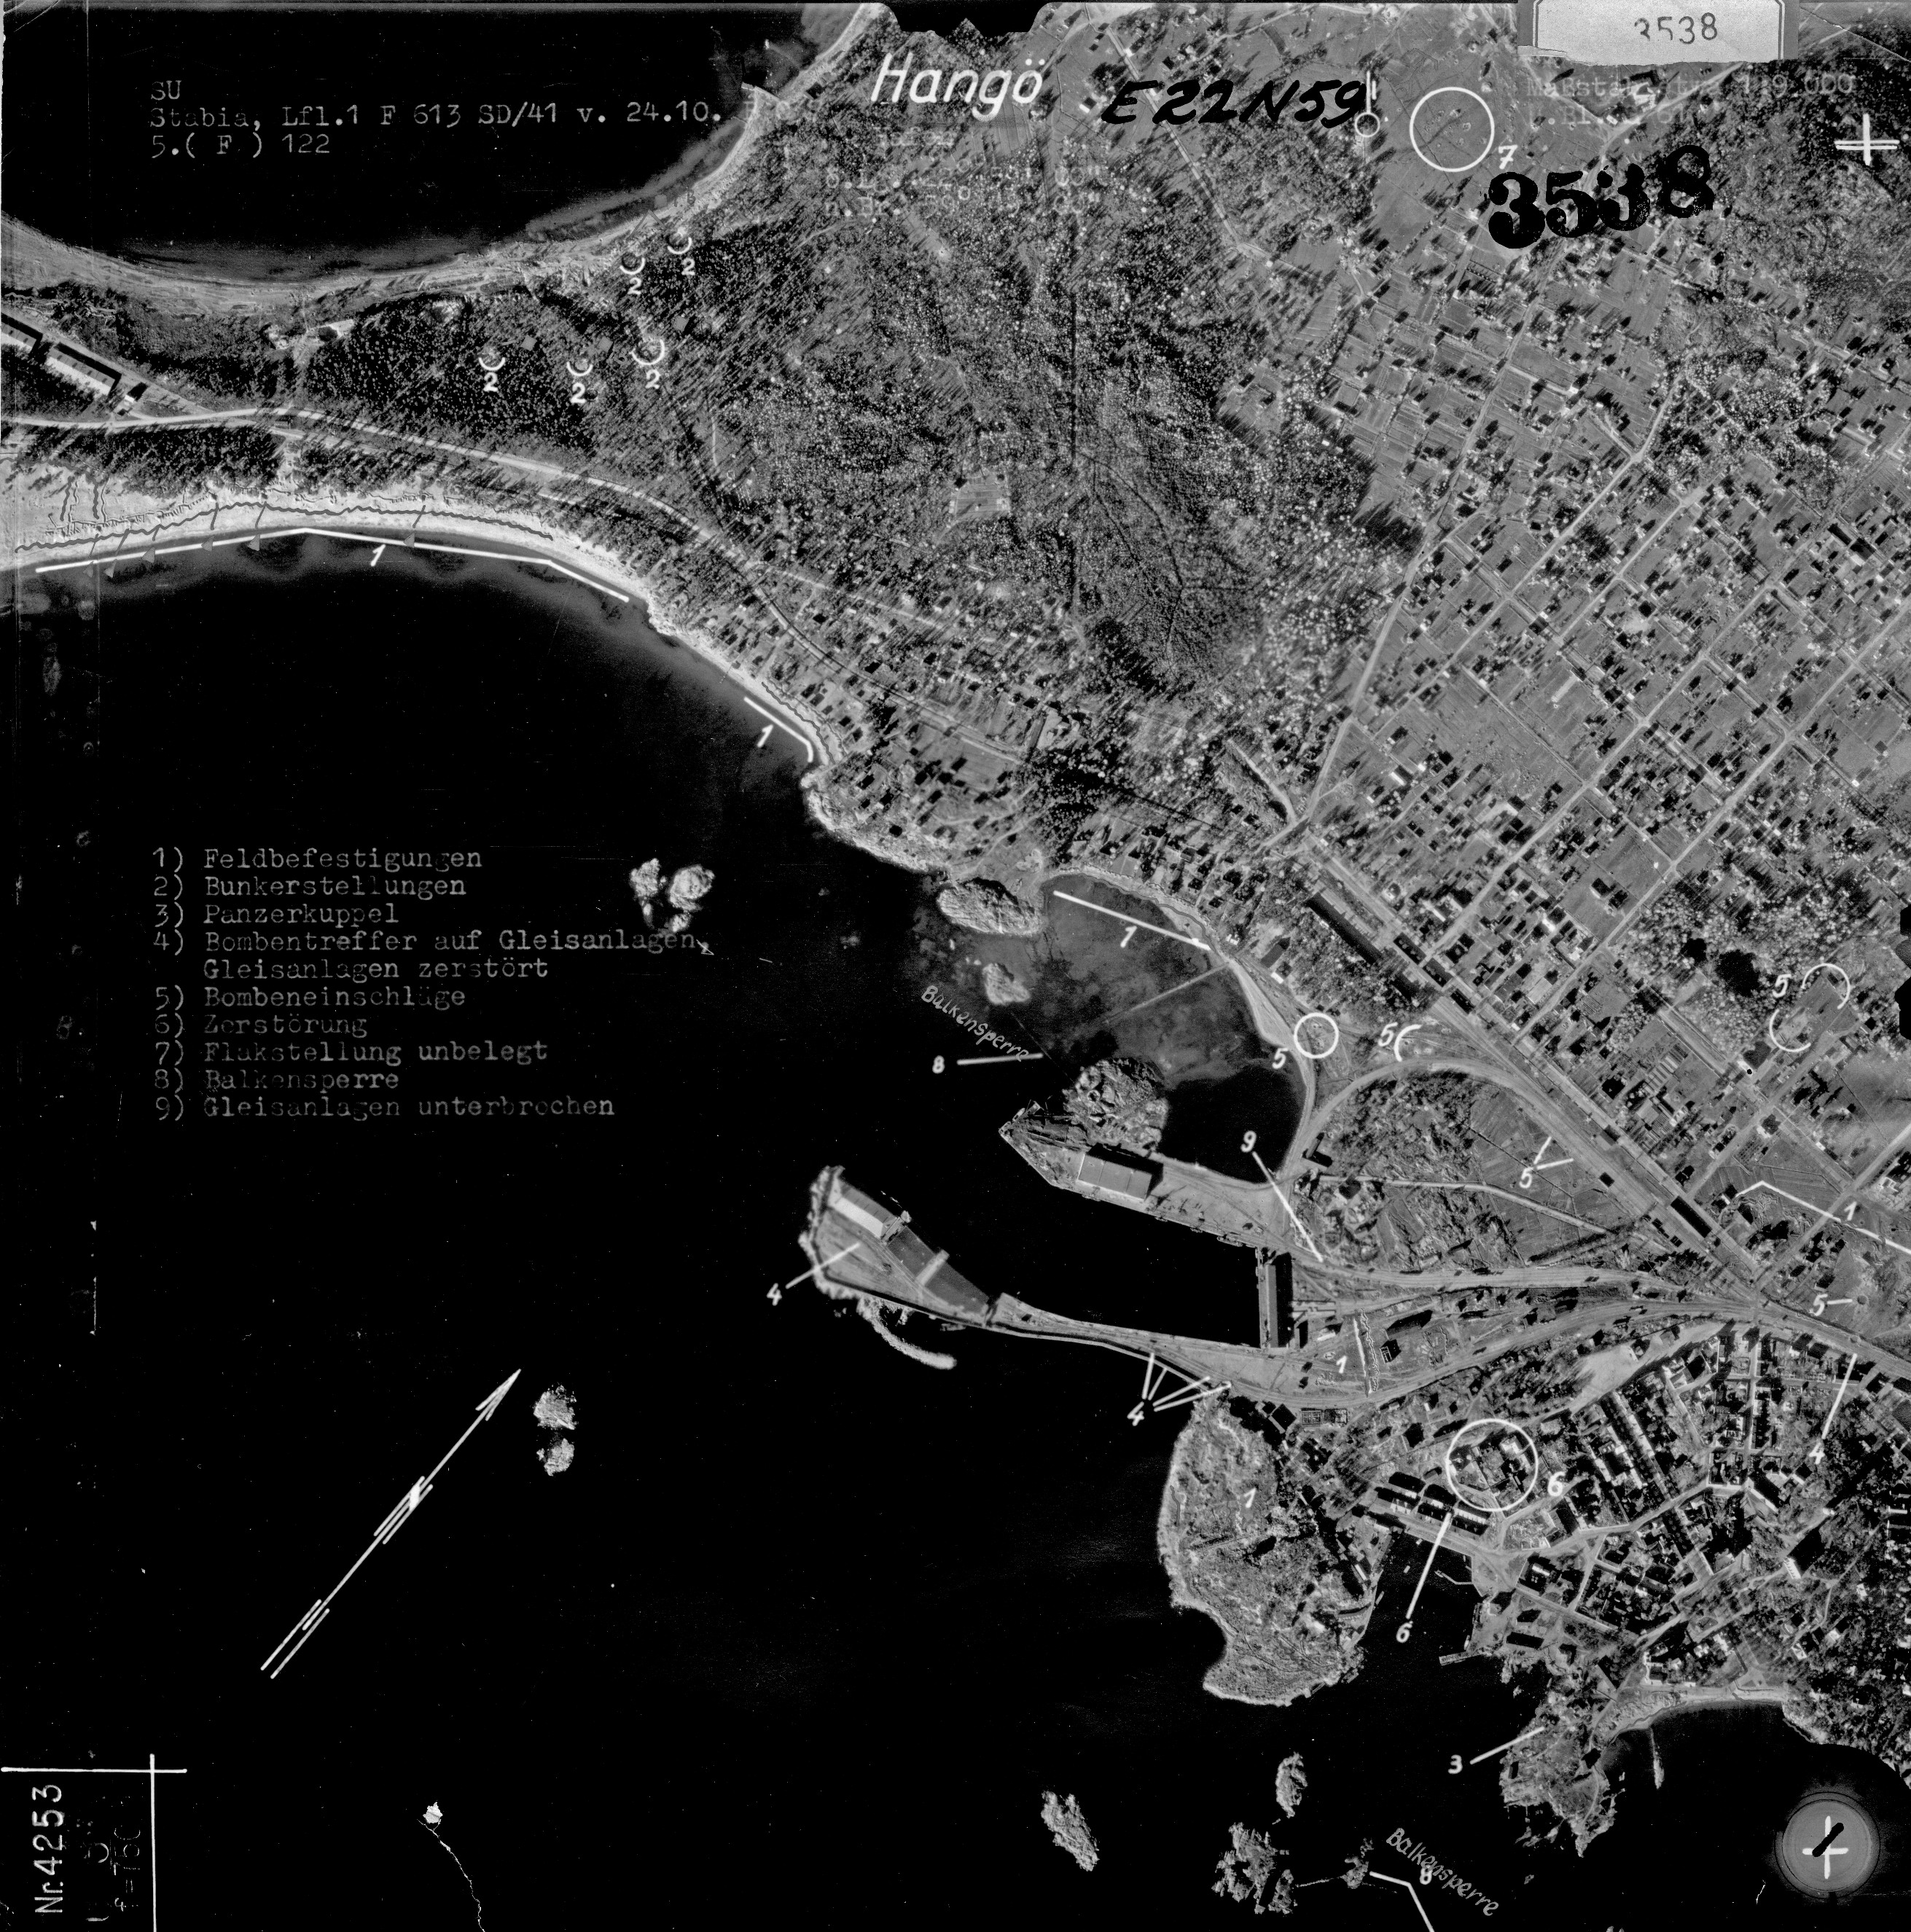 3538
Hangö
E22N59
SU
Stabia, Lfl.1 F 613 SD/41 v. 24.10.
5.( F ) 122
7
3538
2
2
2
2
2
1
1
1) Feldbefestigungen
2) Bunkerstellungen
3) Panzerkuppel
4) Bombentreffer auf Gleisanlagen,
Gleisanlagen zerstört
5) Bombeneinschläge
6) Zerstörung
7) Flakstellung unbelegt
8) Balkensperre
9) Gleisanlagen unterbrochen
1
5
Balkensperre
8
5
5
9
5
1
4
5
1
4
4
1
6
6
3
Balkensperre
8
Nr.4253